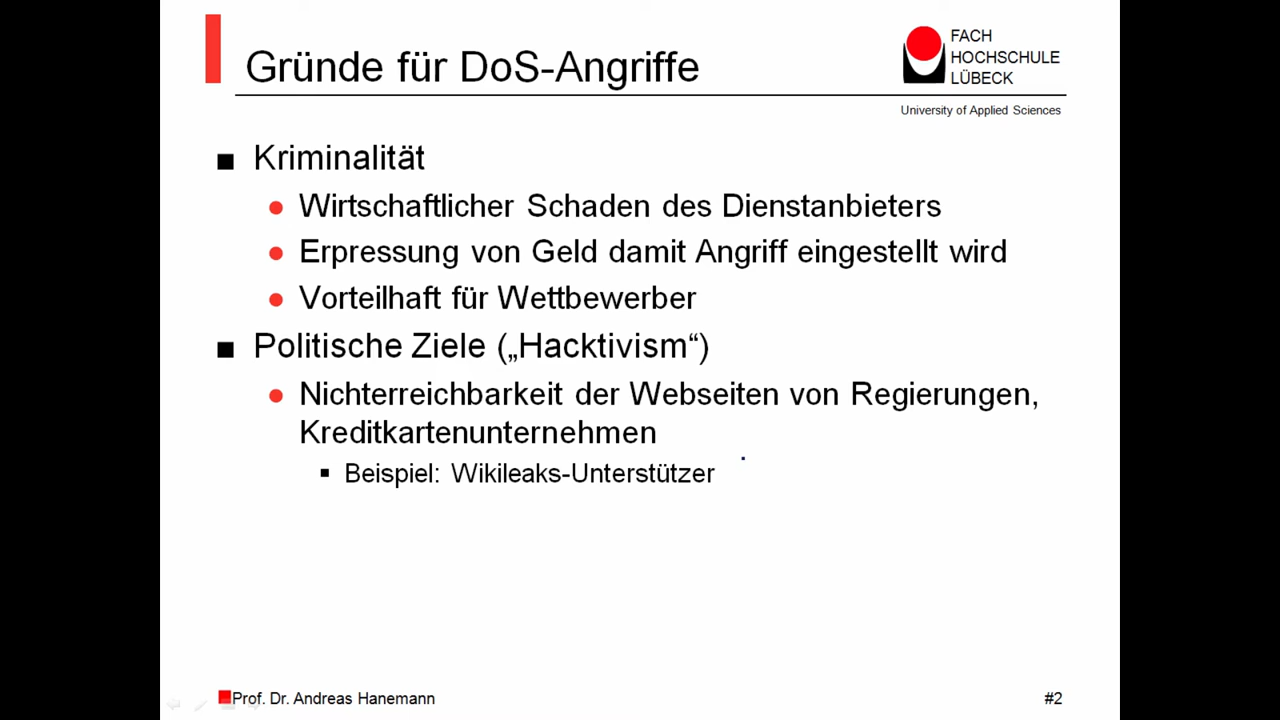 Gründe für DoS-Angriffe
FACH
HOCHSCHULE
LÜBECK
University of Applied Sciences
Kriminalität
Wirtschaftlicher Schaden des Dienstanbieters
Erpressung von Geld damit Angriff eingestellt wird
Vorteilhaft für Wettbewerber
Politische Ziele („Hacktivism“)
Nichterreichbarkeit der Webseiten von Regierungen,
Kreditkartenunternehmen
Beispiel: Wikileaks-Unterstützer
Prof. Dr. Andreas Hanemann
#2